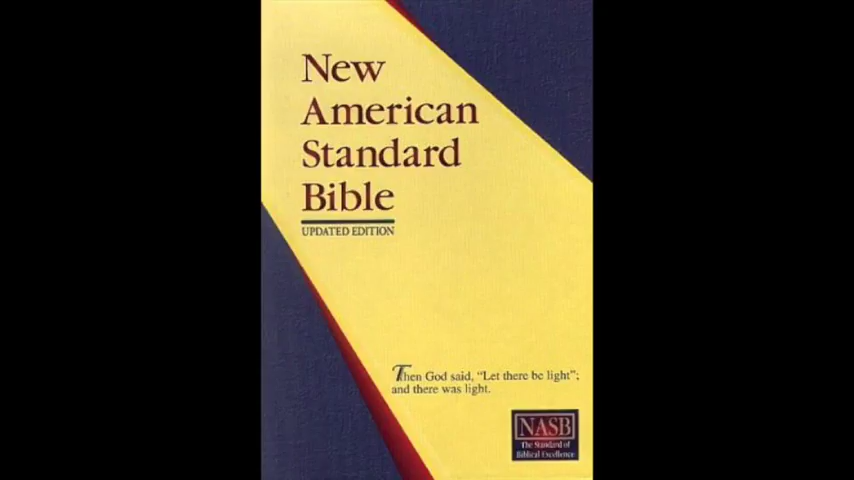 New
American
Standard
Bible
UPDATED EDITION
Then God said, “Let there be light”;
and there was light.
NASB
The Standard of
Biblical Excellence